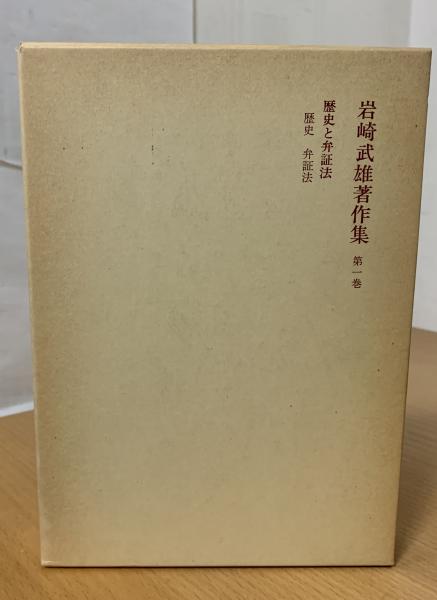 岩崎武雄著作集 第一巻
歴史と弁証法
歴史 弁証法